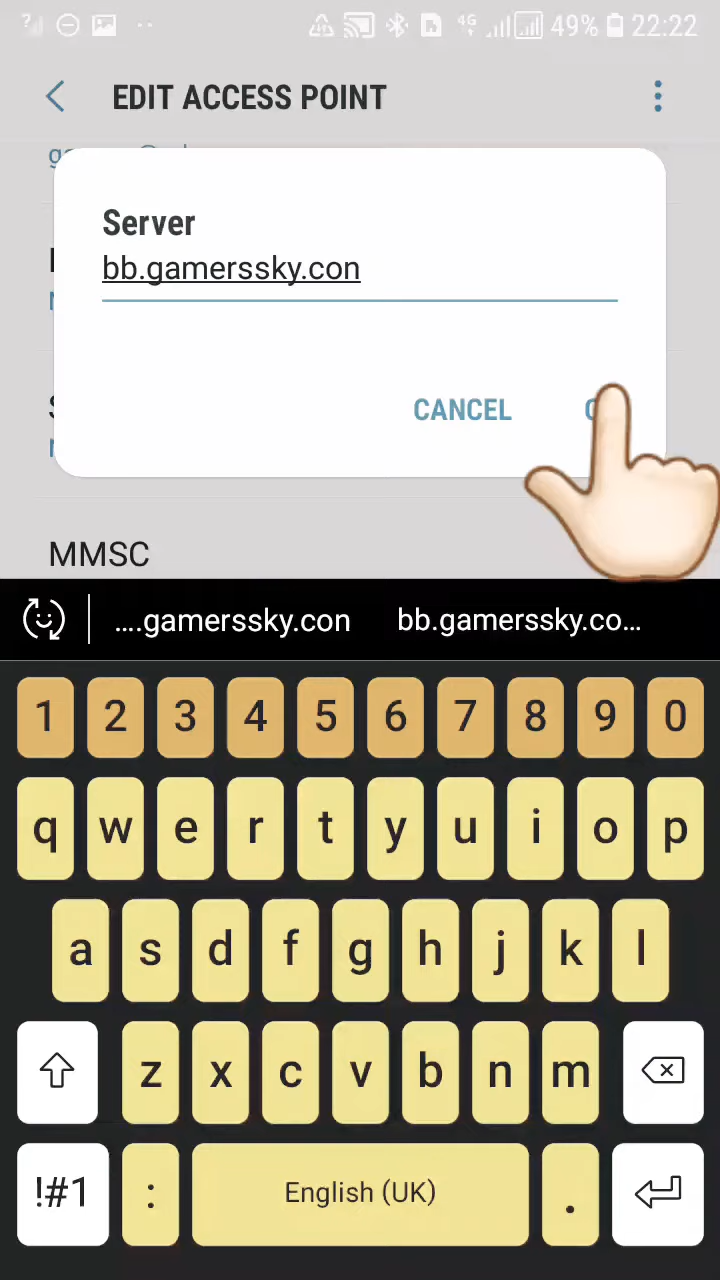 ? 4G 49% 22:22
EDIT ACCESS POINT
Server
bb.gamerssky.con
CANCEL
MMSC
....gamerssky.con bb.gamerssky.co...
1 2 3 4 5 6 7 8 9 0
q w e r t y u i o p
a s d f g h j k l
z x c v b n m
!#1 : English (UK) .